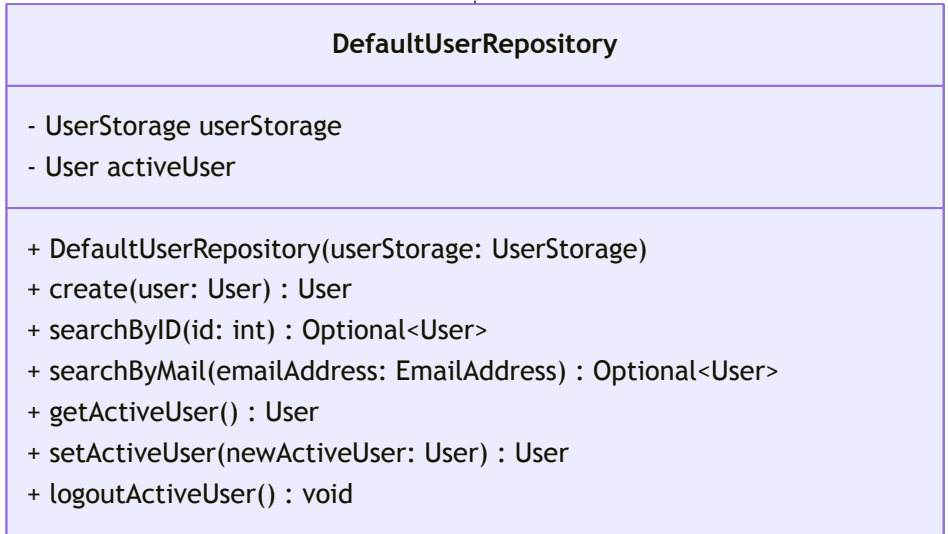 DefaultUserRepository
- UserStorage userStorage
- User activeUser
+ DefaultUserRepository(userStorage: UserStorage)
+ create(user: User) : User
+ searchByID(id: int) : Optional<User>
+ searchByMail(emailAddress: EmailAddress) : Optional<User>
+ getActiveUser() : User
+ setActiveUser(newActiveUser: User) : User
+ logoutActiveUser() : void